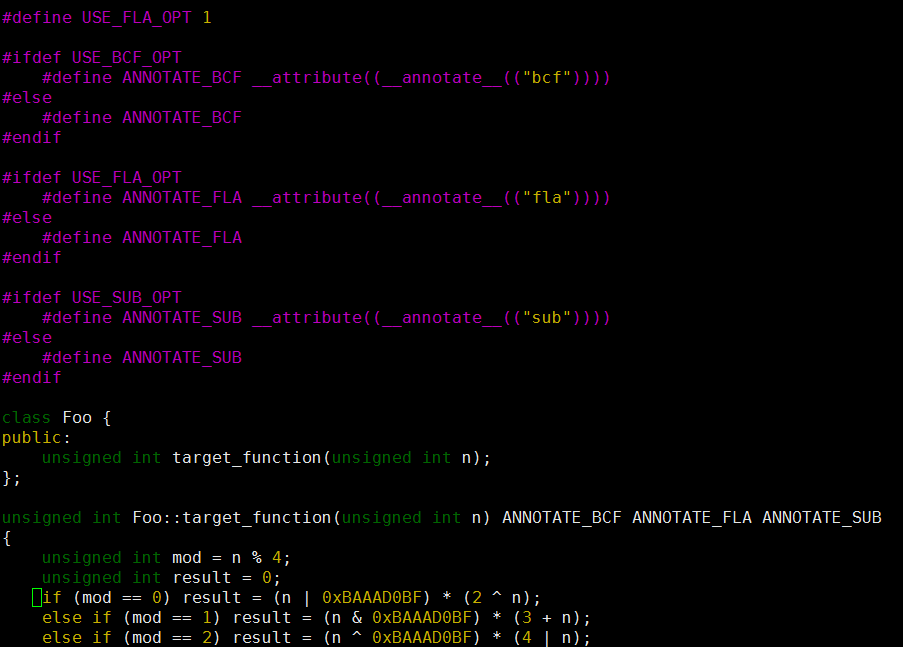 #define USE_FLA_OPT 1
#ifdef USE_BCF_OPT
#define ANNOTATE_BCF __attribute((__annotate__(("bcf"))))
#else
#define ANNOTATE_BCF
#endif
#ifdef USE_FLA_OPT
#define ANNOTATE_FLA __attribute((__annotate__(("fla"))))
#else
#define ANNOTATE_FLA
#endif
#ifdef USE_SUB_OPT
#define ANNOTATE_SUB __attribute((__annotate__(("sub"))))
#else
#define ANNOTATE_SUB
#endif
class Foo {
public:
unsigned int target_function(unsigned int n);
};
unsigned int Foo::target_function(unsigned int n) ANNOTATE_BCF ANNOTATE_FLA ANNOTATE_SUB
{
unsigned int mod = n % 4;
unsigned int result = 0;
if (mod == 0) result = (n | 0xBAAAD0BF) * (2 ^ n);
else if (mod == 1) result = (n & 0xBAAAD0BF) * (3 + n);
else if (mod == 2) result = (n ^ 0xBAAAD0BF) * (4 | n);